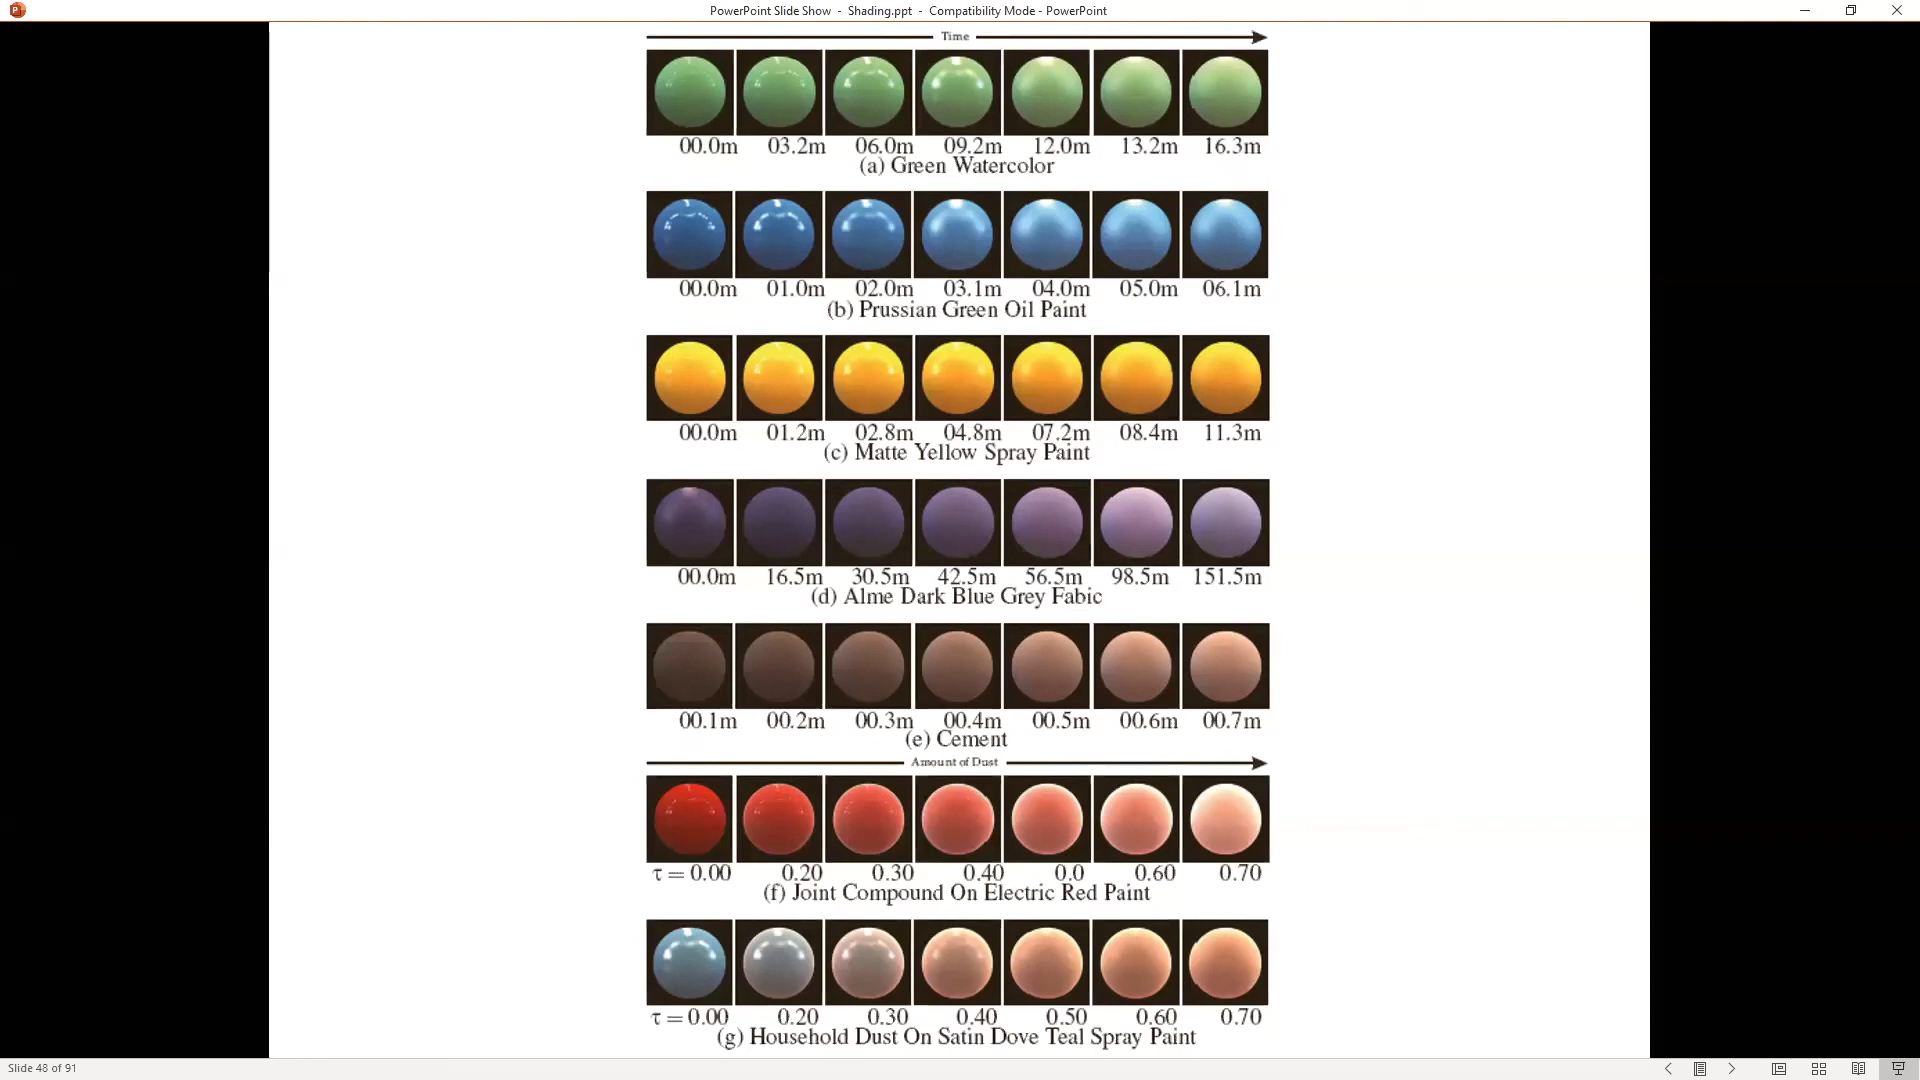 PowerPoint Slide Show - Shading.ppt - Compatibility Mode - PowerPoint
Time
00.0m 03.2m 06.0m 09.2m 12.0m 13.2m 16.3m
(a) Green Watercolor
00.0m 01.0m 02.0m 03.1m 04.0m 05.0m 06.1m
(b) Prussian Green Oil Paint
00.0m 01.2m 02.8m 04.8m 07.2m 08.4m 11.3m
(c) Matte Yellow Spray Paint
00.0m 16.5m 30.5m 42.5m 56.5m 98.5m 151.5m
(d) Alme Dark Blue Grey Fabic
00.1m 00.2m 00.3m 00.4m 00.5m 00.6m 00.7m
(e) Cement
Amount of Dust
τ = 0.00 0.20 0.30 0.40 0.0 0.60 0.70
(f) Joint Compound On Electric Red Paint
τ = 0.00 0.20 0.30 0.40 0.50 0.60 0.70
(g) Household Dust On Satin Dove Teal Spray Paint
Slide 48 of 91